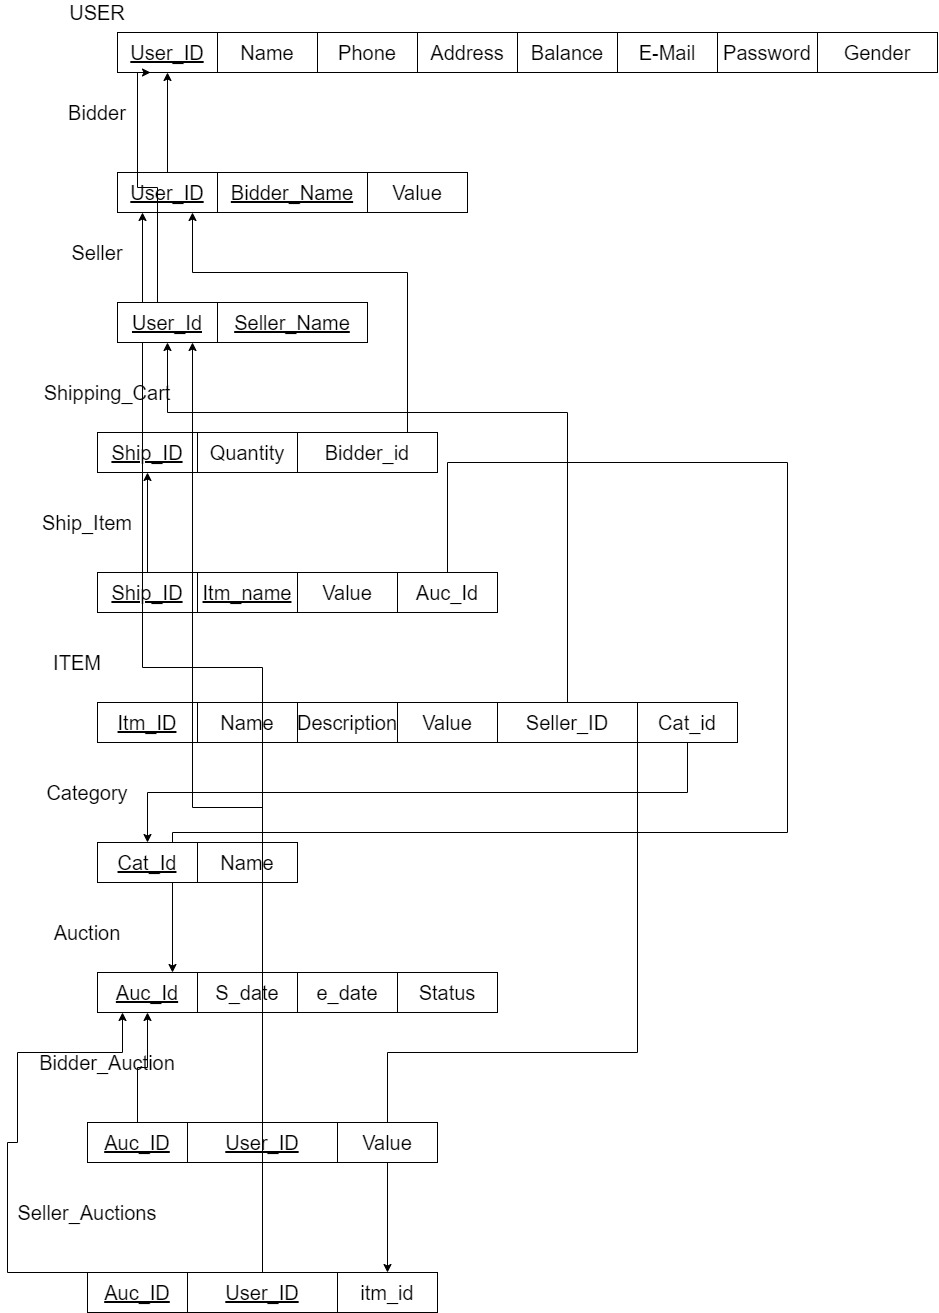 USER
User_ID Name Phone Address Balance E-Mail Password Gender
Bidder
User_ID Bidder_Name Value
Seller
User_Id Seller_Name
Shipping_Cart
Ship_ID Quantity Bidder_id
Ship_Item
Ship_ID Itm_name Value Auc_Id
ITEM
Itm_ID Name Description Value Seller_ID Cat_id
Category
Cat_Id Name
Auction
Auc_Id S_date e_date Status
Bidder_Auction
Auc_ID User_ID Value
Seller_Auctions
Auc_ID User_ID itm_id